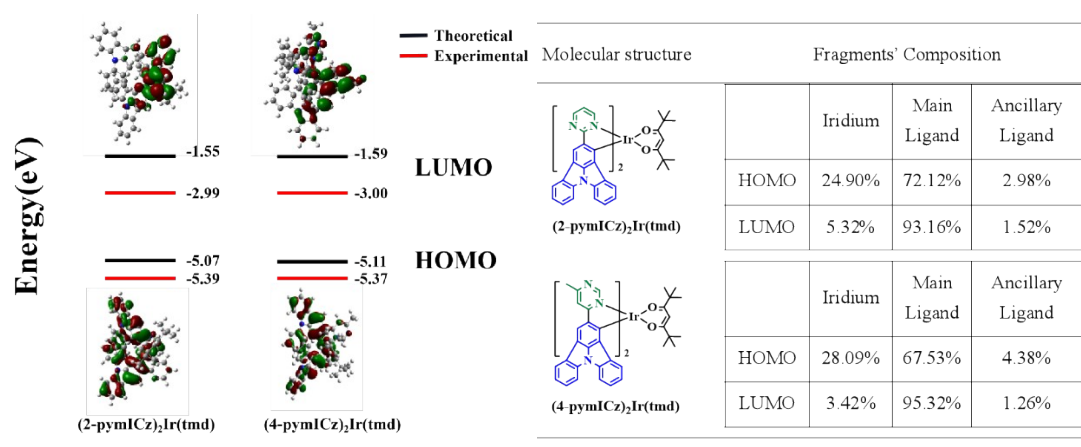 Energy(eV)
Theoretical
Experimental
-1.55
-1.59
LUMO
-2.99
-3.00
-5.07
-5.11
HOMO
-5.39
-5.37
(2-pymICz)₂Ir(tmd)
(4-pymICz)₂Ir(tmd)
Molecular structure
Fragments' Composition
N
N
Ir
O
O
2
N
(2-pymICz)₂Ir(tmd)
Iridium
Main
Ligand
Ancillary
Ligand
HOMO 24.90% 72.12% 2.98%
LUMO 5.32% 93.16% 1.52%
N
N
Ir
O
O
2
N
(4-pymICz)₂Ir(tmd)
Iridium
Main
Ligand
Ancillary
Ligand
HOMO 28.09% 67.53% 4.38%
LUMO 3.42% 95.32% 1.26%